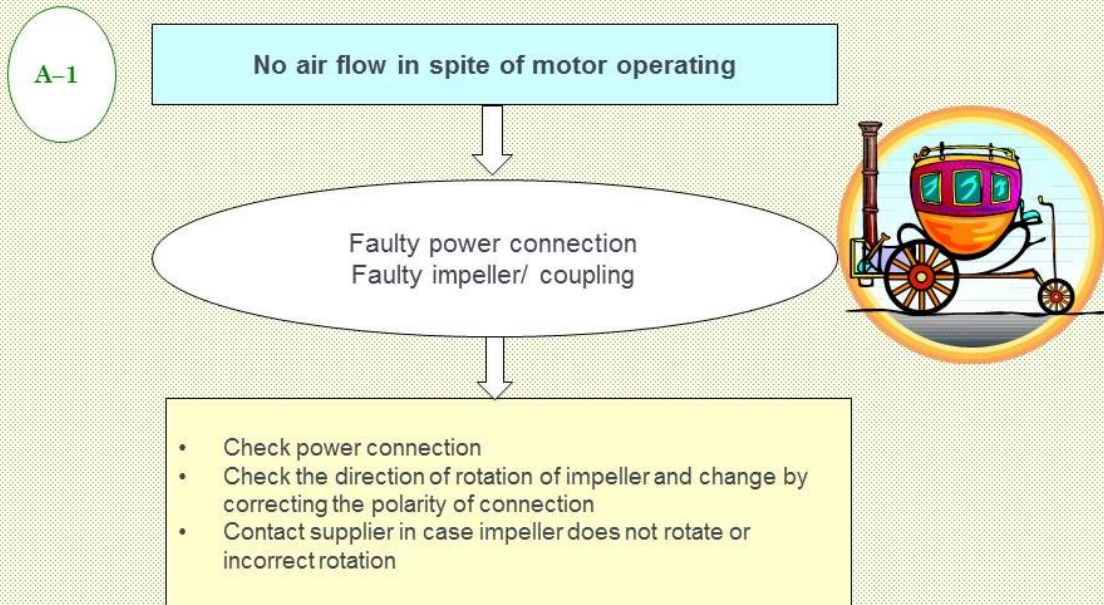 A–1
No air flow in spite of motor operating
Faulty power connection
Faulty impeller/ coupling
• Check power connection
• Check the direction of rotation of impeller and change by
correcting the polarity of connection
• Contact supplier in case impeller does not rotate or
incorrect rotation